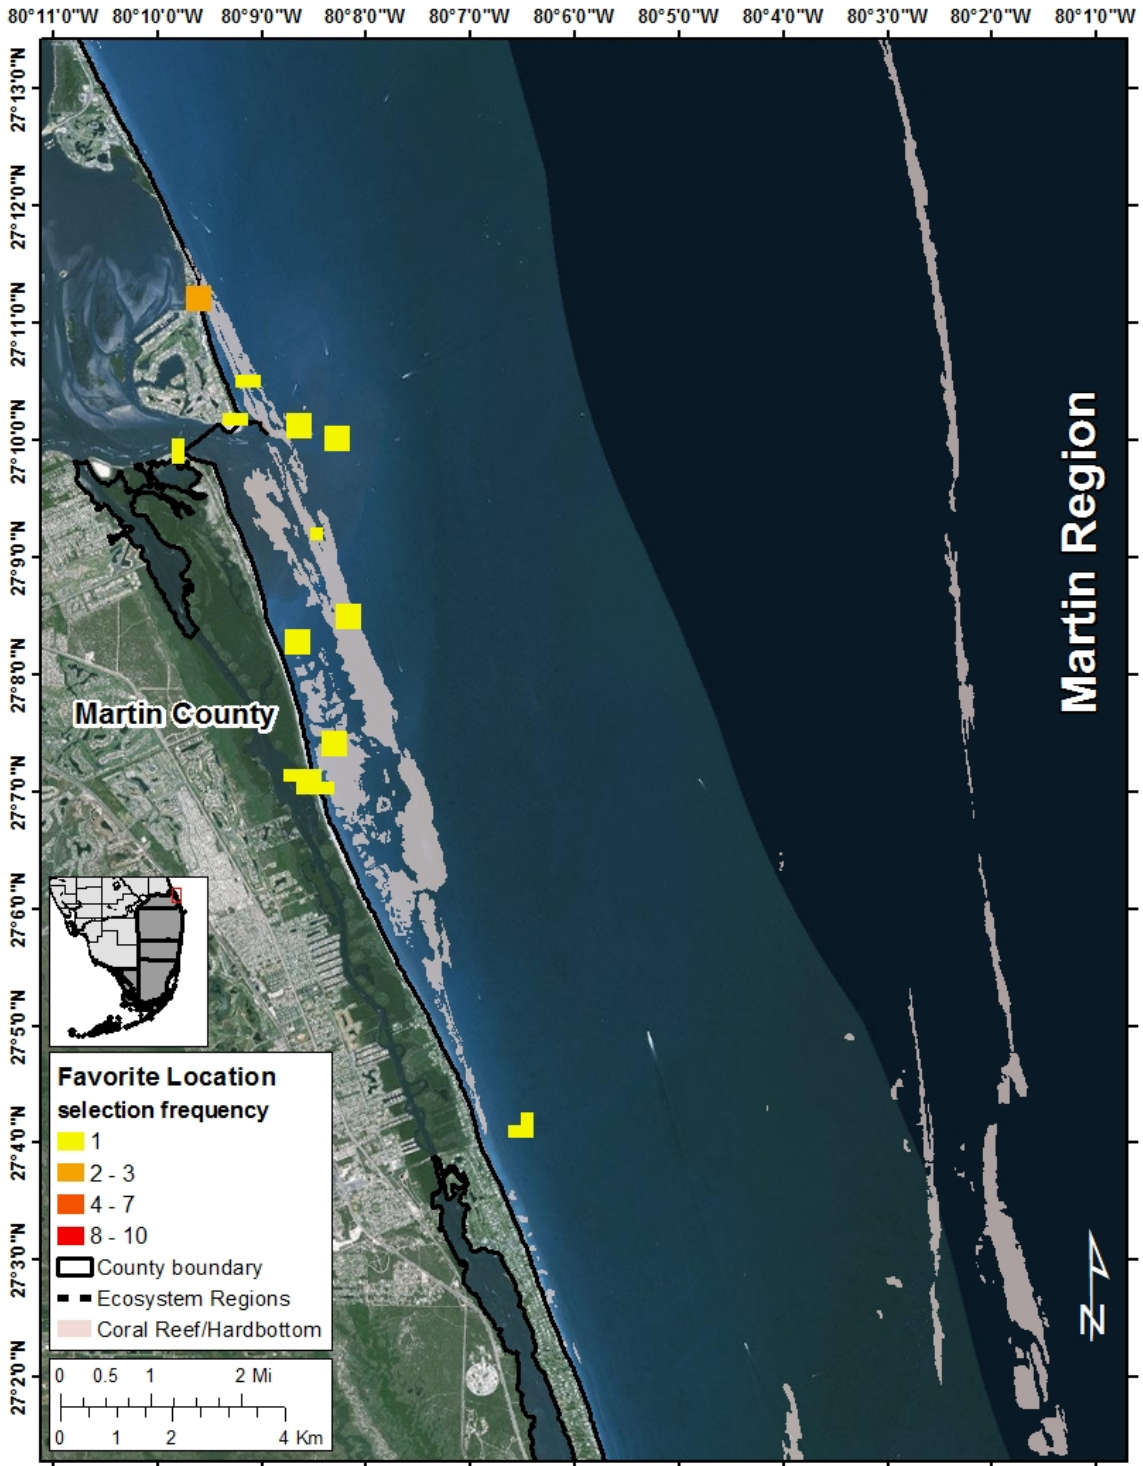 80°11'0"W 80°10'0"W 80°9'0"W 80°8'0"W 80°7'0"W 80°6'0"W 80°5'0"W 80°4'0"W 80°3'0"W 80°2'0"W 80°1'0"W
27°13'0"N
27°12'0"N
27°11'0"N
27°10'0"N
27°9'0"N
27°8'0"N
27°7'0"N
27°6'0"N
27°5'0"N
27°4'0"N
27°3'0"N
27°2'0"N
Martin Region
Martin County
Favorite Location
selection frequency
1
2 - 3
4 - 7
8 - 10
County boundary
Ecosystem Regions
Coral Reef/Hardbottom
0 0.5 1 2 Mi
0 1 2 4 Km
N